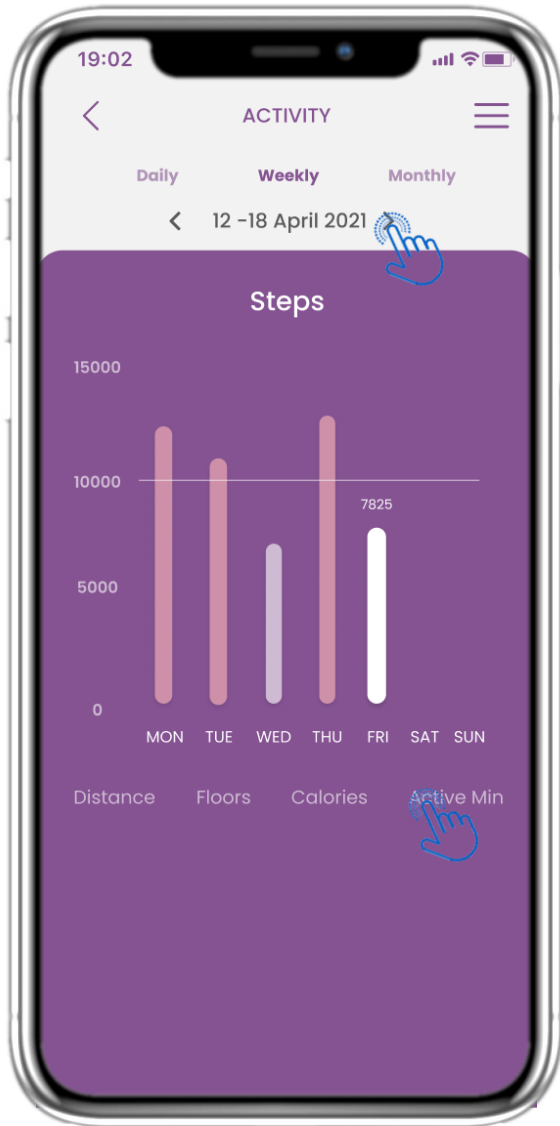 19:02
ACTIVITY
Daily Weekly Monthly
12 -18 April 2021
Steps
15000
10000
7825
5000
0
MON TUE WED THU FRI SAT SUN
Distance Floors Calories Active Min